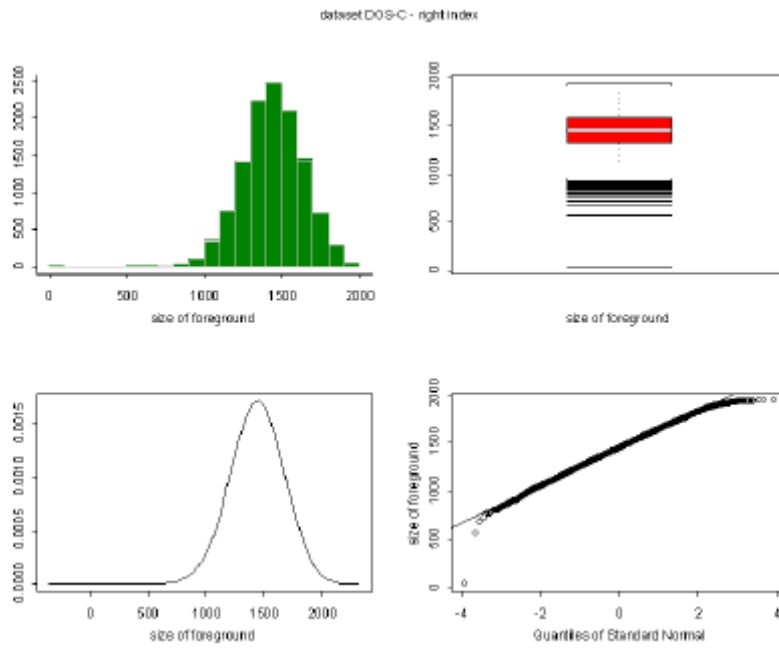 dataset DOS-C - right index
2500
2000
1500
1000
500
0
0 500 1000 1500 2000
size of foreground
2000
1500
1000
500
0
size of foreground
0.0015
0.0010
0.0005
0.0000
0 500 1000 1500 2000
size of foreground
size of foreground
2000
1500
1000
500
0
-4 -2 0 2 4
Quantiles of Standard Normal